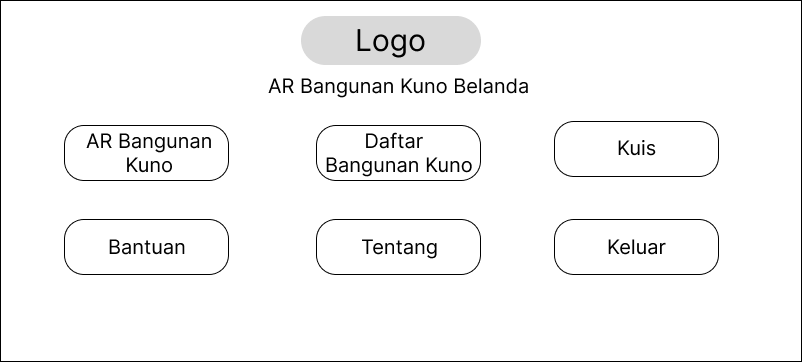 Logo
AR Bangunan Kuno Belanda
AR Bangunan
Kuno
Daftar
Bangunan Kuno
Kuis
Bantuan
Tentang
Keluar